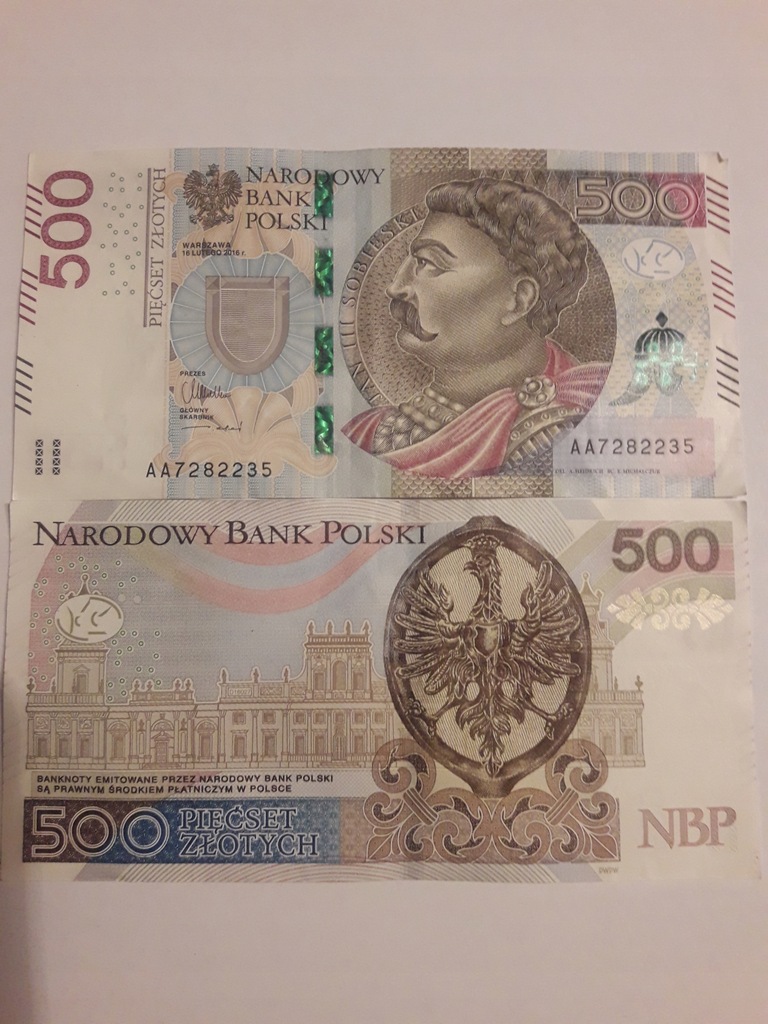 500
PIĘĆSET ZŁOTYCH
NARODOWY
BANK
POLSKI
WARSZAWA
16 LUTEGO 2016 r.
PREZES
GŁÓWNY
SKARBNIK
AA7282235
JAN III SOBIESKI
500
AA7282235
NARODOWY BANK POLSKI
500
BANKNOTY EMITOWANE PRZEZ NARODOWY BANK POLSKI
SĄ PRAWNYM ŚRODKIEM PŁATNICZYM W POLSCE
500 PIĘĆSET
ZŁOTYCH
NBP